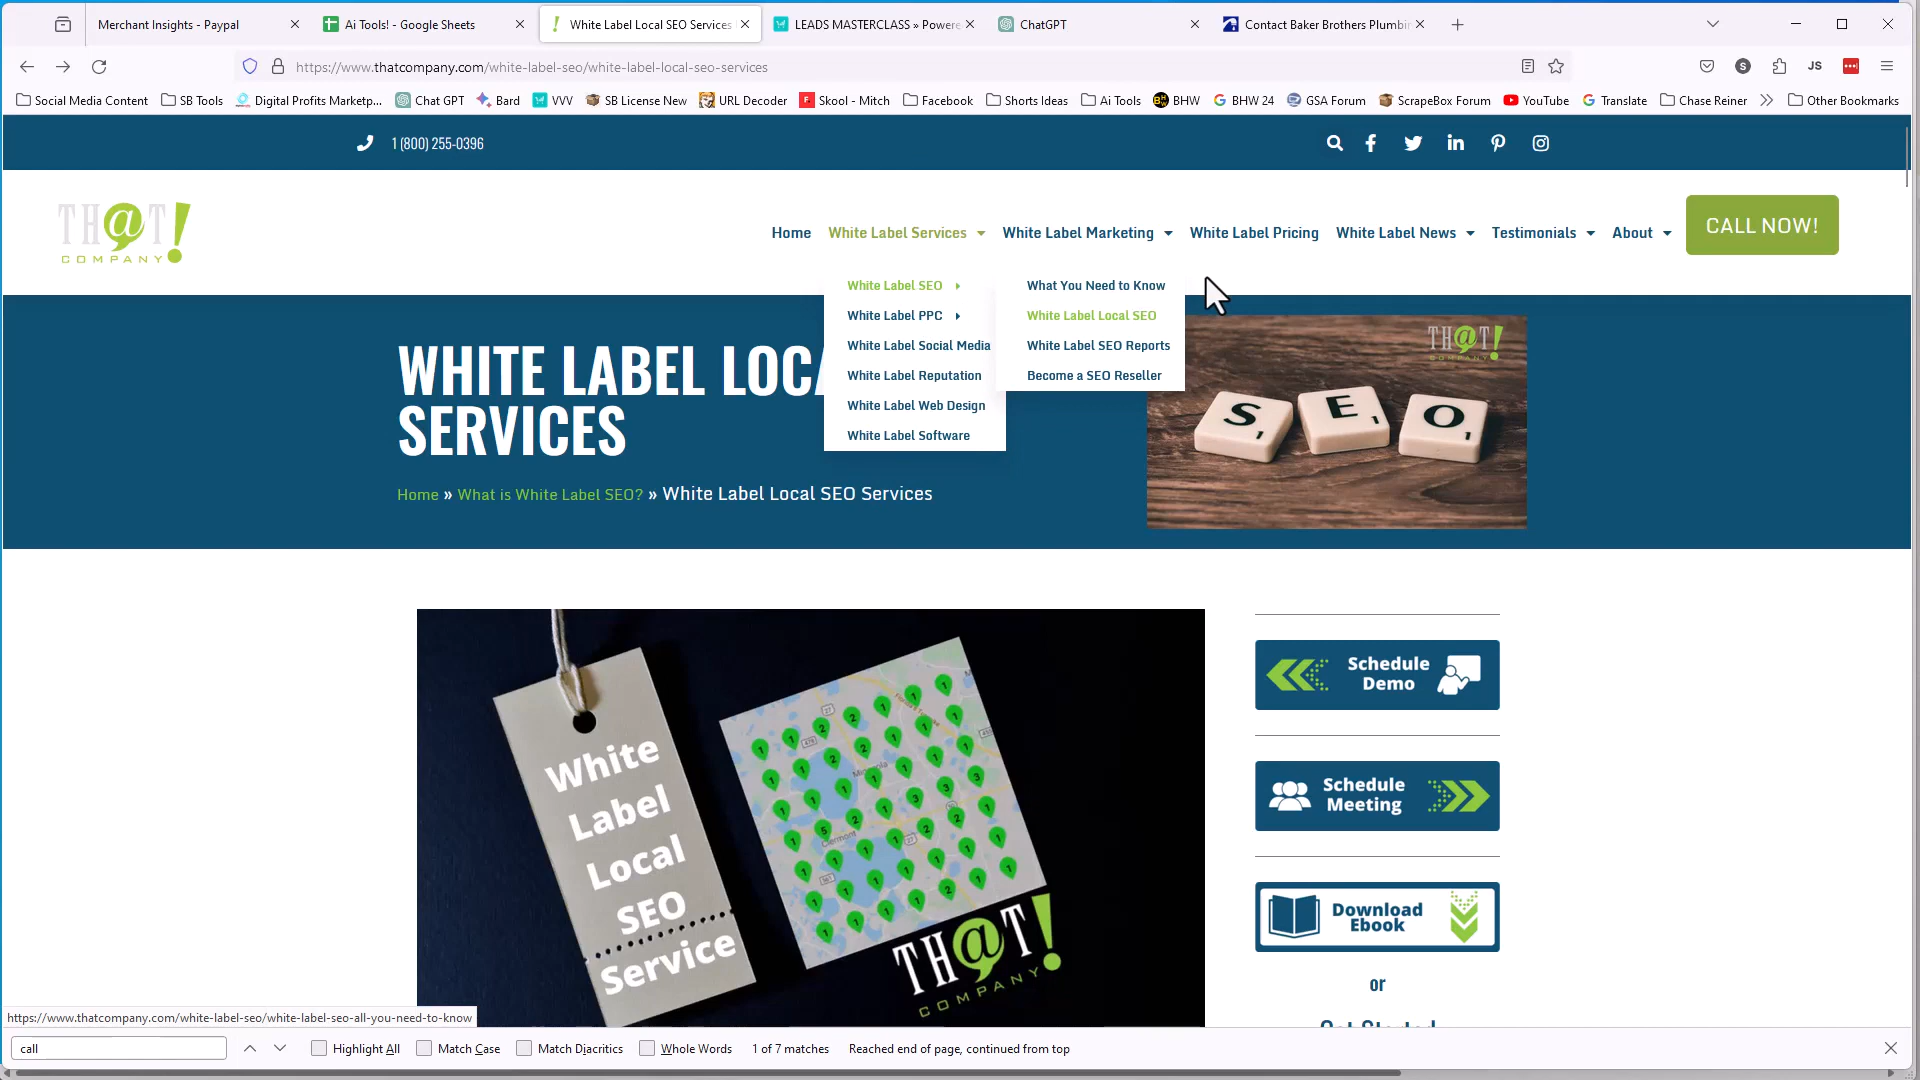 Merchant Insights - Paypal
Ai Tools! - Google Sheets
White Label Local SEO Services
LEADS MASTERCLASS » Powere
ChatGPT
Contact Baker Brothers Plumbin
https://www.thatcompany.com/white-label-seo/white-label-local-seo-services
S
JS
Social Media Content
SB Tools
Digital Profits Marketp...
Chat GPT
Bard
VVV
SB License New
URL Decoder
Skool - Mitch
Facebook
Shorts Ideas
Ai Tools
BHW
BHW 24
GSA Forum
ScrapeBox Forum
YouTube
Translate
Chase Reiner
Other Bookmarks
1 (800) 255-0396
TH@T!
COMPANY
Home
White Label Services
White Label Marketing
White Label Pricing
White Label News
Testimonials
About
CALL NOW!
White Label SEO
White Label PPC
White Label Social Media
White Label Reputation
White Label Web Design
White Label Software
What You Need to Know
White Label Local SEO
White Label SEO Reports
Become a SEO Reseller
WHITE LABEL LOCA
SERVICES
Home » What is White Label SEO? » White Label Local SEO Services
TH@T!
COMPANY
S E O
White
Label
Local
SEO
Service
Minneola
Clermont
TH@T!
COMPANY
Schedule
Demo
Schedule
Meeting
Download
Ebook
or
Get Started
https://www.thatcompany.com/white-label-seo/white-label-seo-all-you-need-to-know
call
Highlight All
Match Case
Match Diacritics
Whole Words
1 of 7 matches
Reached end of page, continued from top